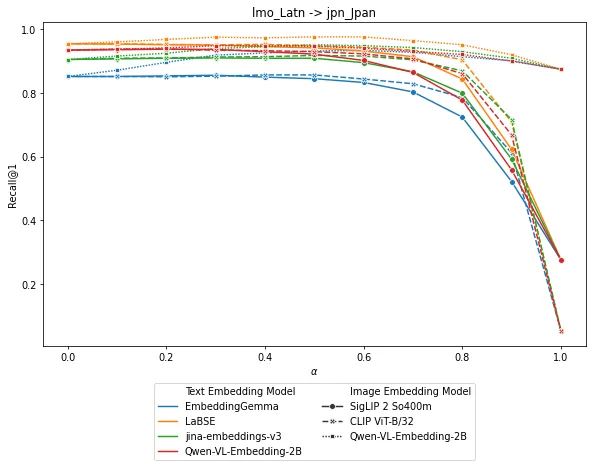 lmo_Latn -> jpn_Jpan
Recall@1
1.0
0.8
0.6
0.4
0.2
0.0 0.2 0.4 0.6 0.8 1.0
α
Text Embedding Model Image Embedding Model
EmbeddingGemma SigLIP 2 So400m
LaBSE CLIP ViT-B/32
jina-embeddings-v3 Qwen-VL-Embedding-2B
Qwen-VL-Embedding-2B